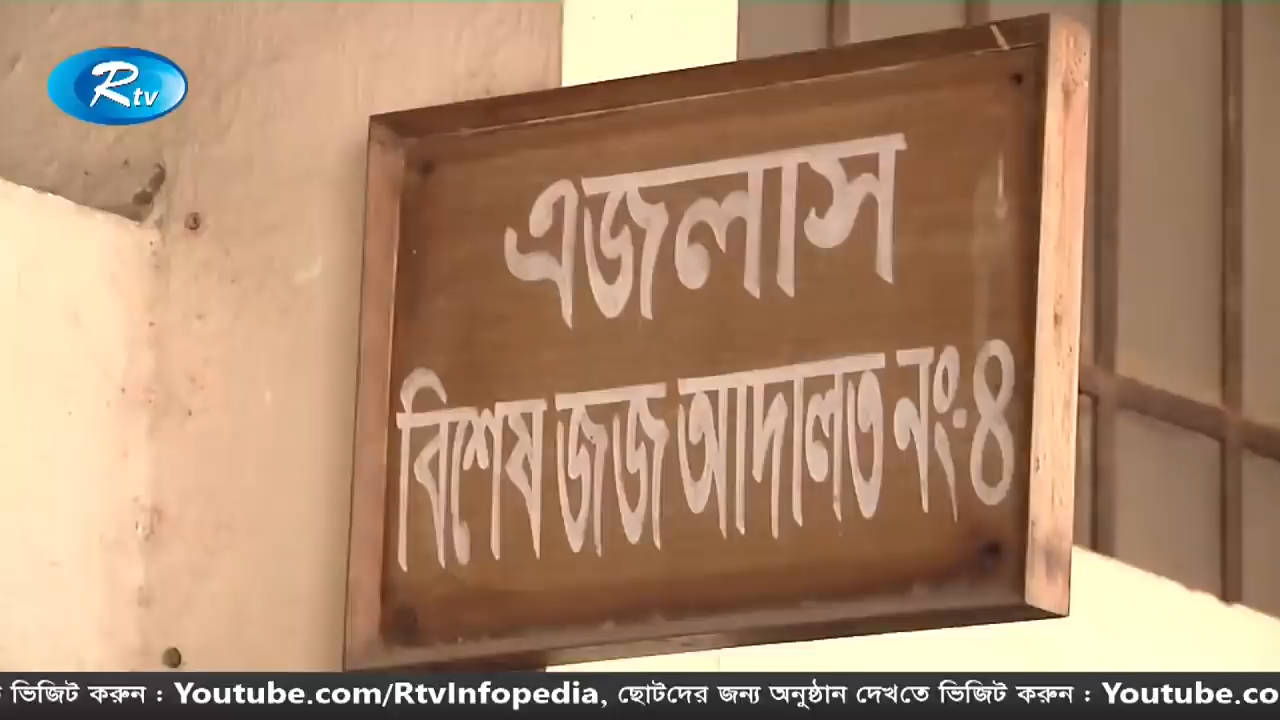 Rtv
এজলাস
বিশেষ জজ আদালত নং-৪
ভিজিট করুন : Youtube.com/RtvInfopedia, ছোটদের জন্য অনুষ্ঠান দেখতে ভিজিট করুন : Youtube.co